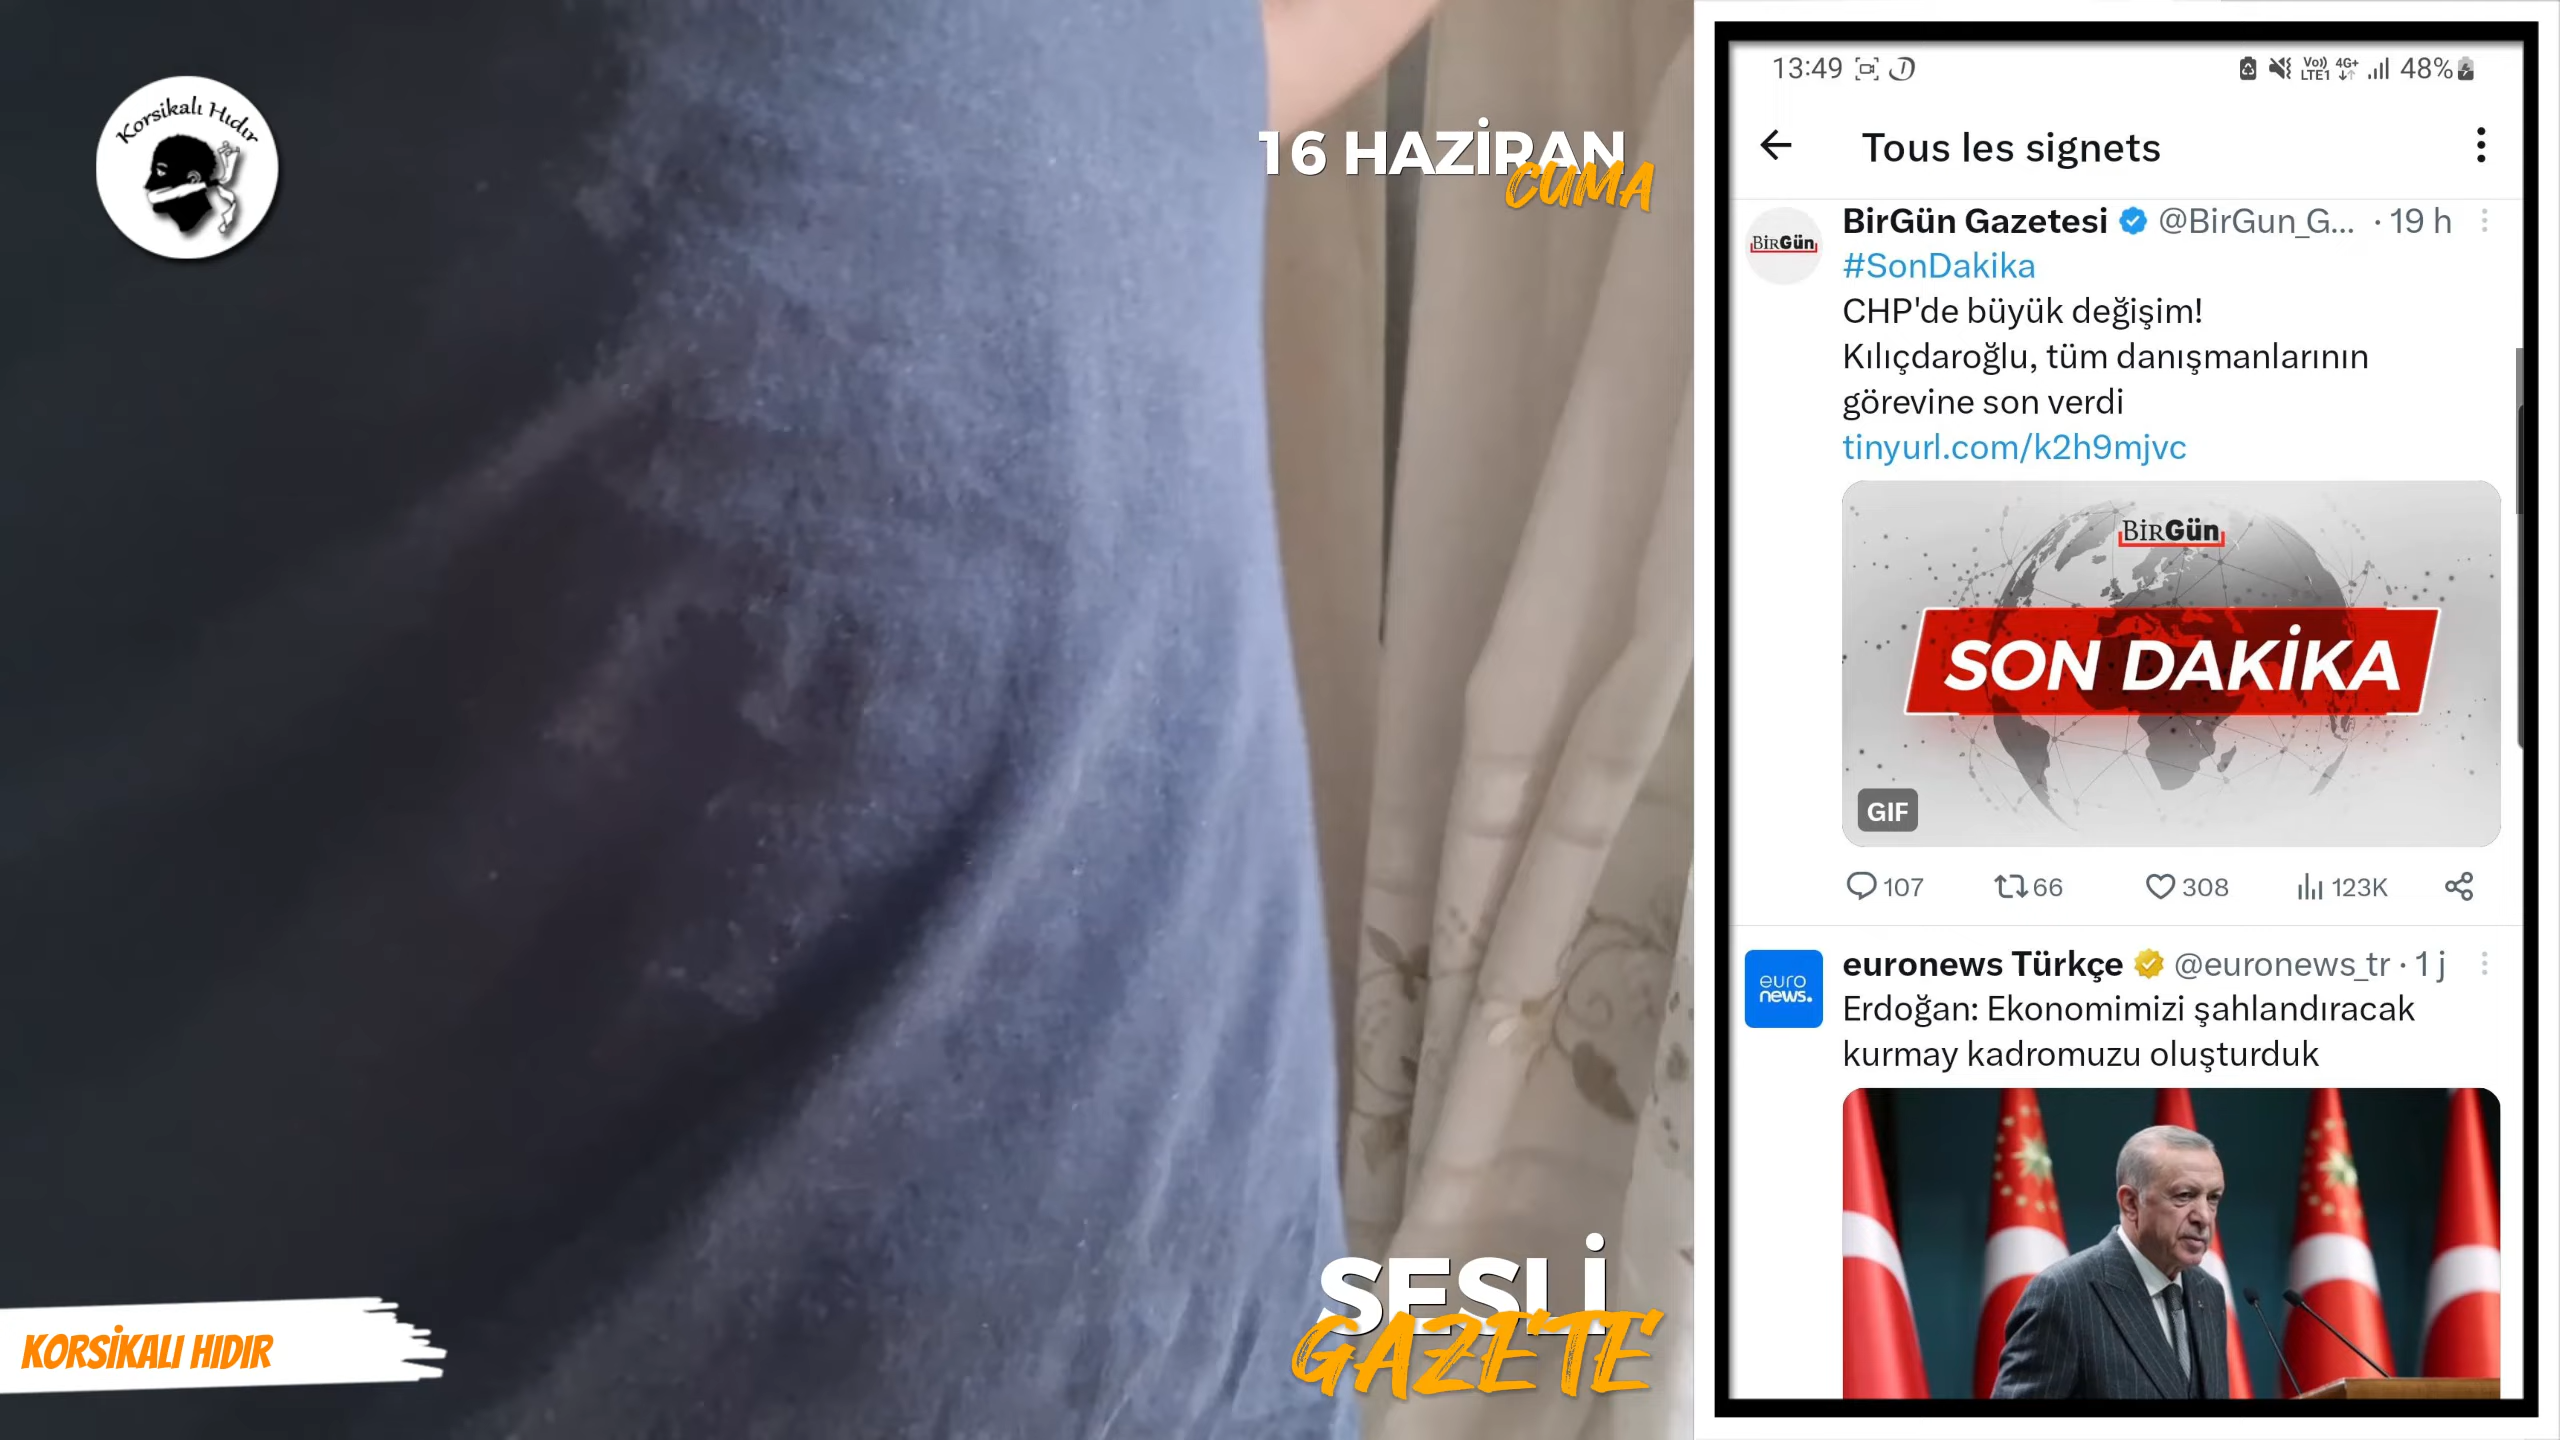 Korsikalı Hıdır
16 HAZİRAN
CUMA
SESLİ
GAZETE
KORSİKALI HIDIR
13:49
Vo)) LTE1 4G+ 48%
Tous les signets
BirGün
BirGün Gazetesi @BirGun_G... · 19 h
#SonDakika
CHP'de büyük değişim!
Kılıçdaroğlu, tüm danışmanlarının
görevine son verdi
tinyurl.com/k2h9mjvc
BirGün
SON DAKİKA
GIF
107 66 308 123K
euro
news.
euronews Türkçe @euronews_tr · 1 j
Erdoğan: Ekonomimizi şahlandıracak
kurmay kadromuzu oluşturduk